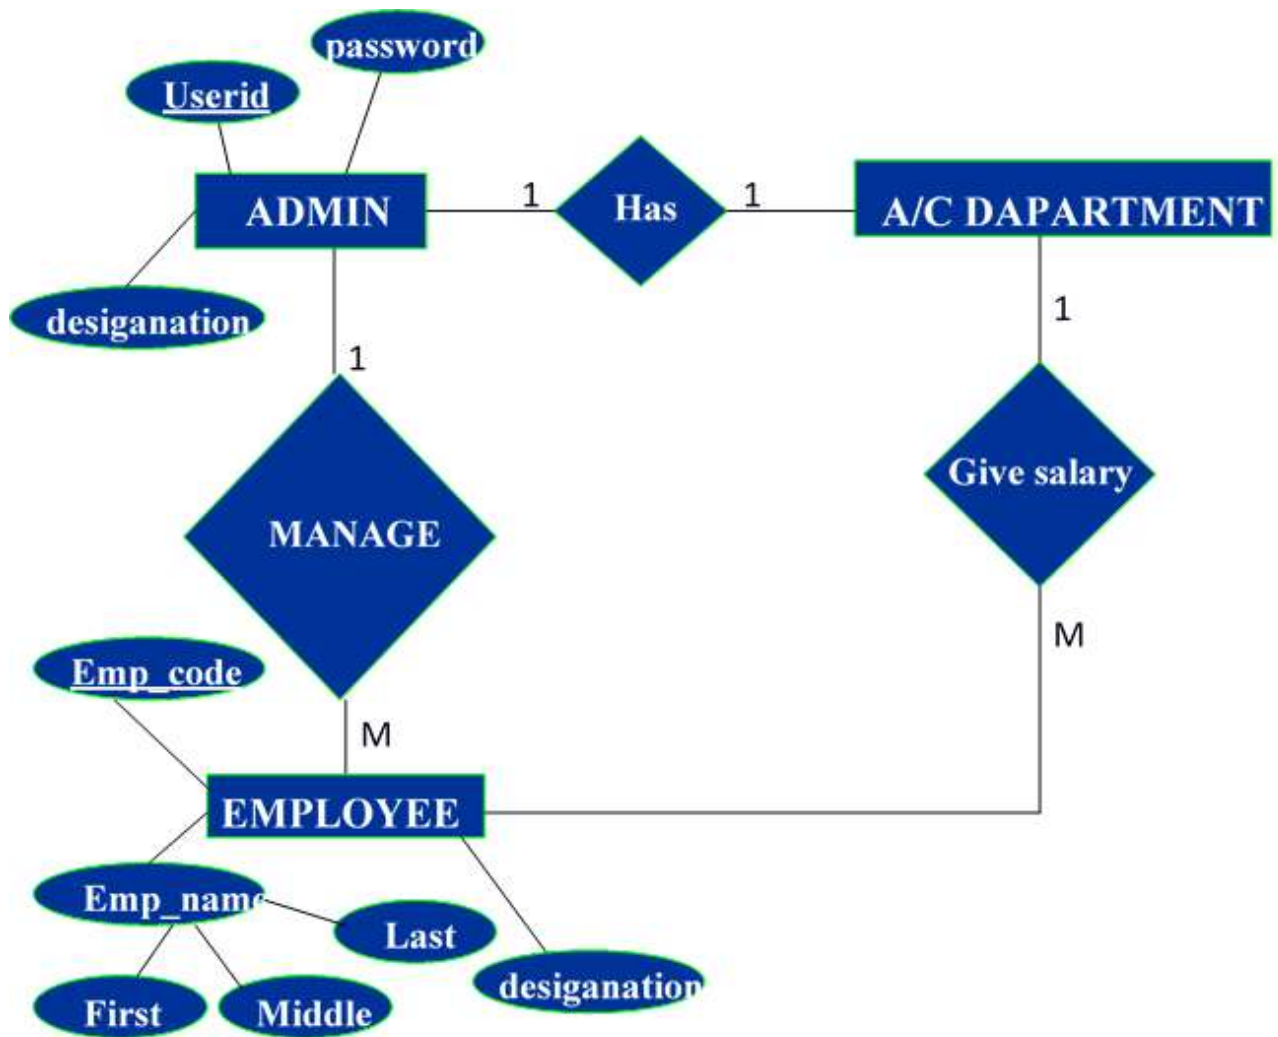 password
Userid
ADMIN
1
Has
1
A/C DAPARTMENT
desiganation
1
1
MANAGE
Give salary
M
Emp_code
M
EMPLOYEE
Emp_name
Last
desiganation
First
Middle